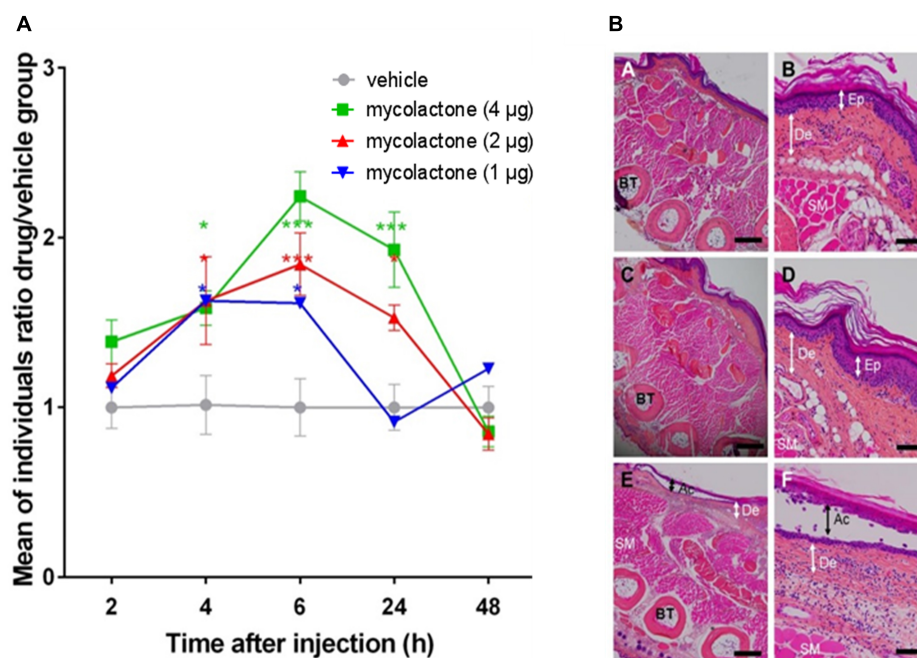 A
B
3
2
1
0
Mean of individuals ratio drug/vehicle group
vehicle
mycolactone (4 µg)
mycolactone (2 µg)
mycolactone (1 µg)
* *** ***
* *** *
* *
2 4 6 24 48
Time after injection (h)
A
BT
B
Ep
De
SM
C
BT
D
De
Ep
SM
E
Ac
De
SM
BT
F
Ac
De
SM